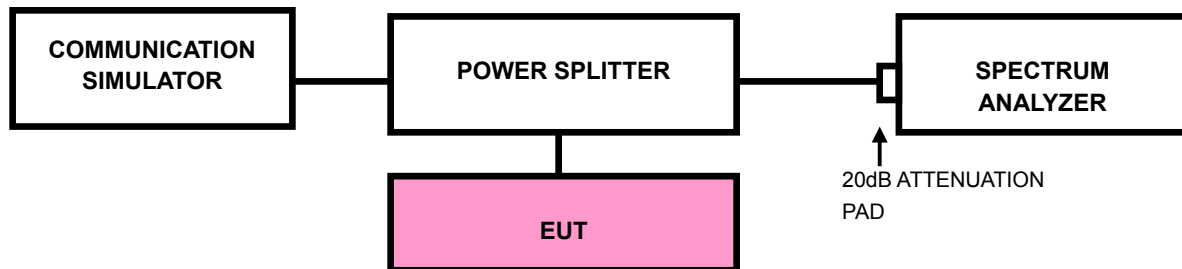 COMMUNICATION
SIMULATOR
POWER SPLITTER
SPECTRUM
ANALYZER
20dB ATTENUATION
PAD
EUT